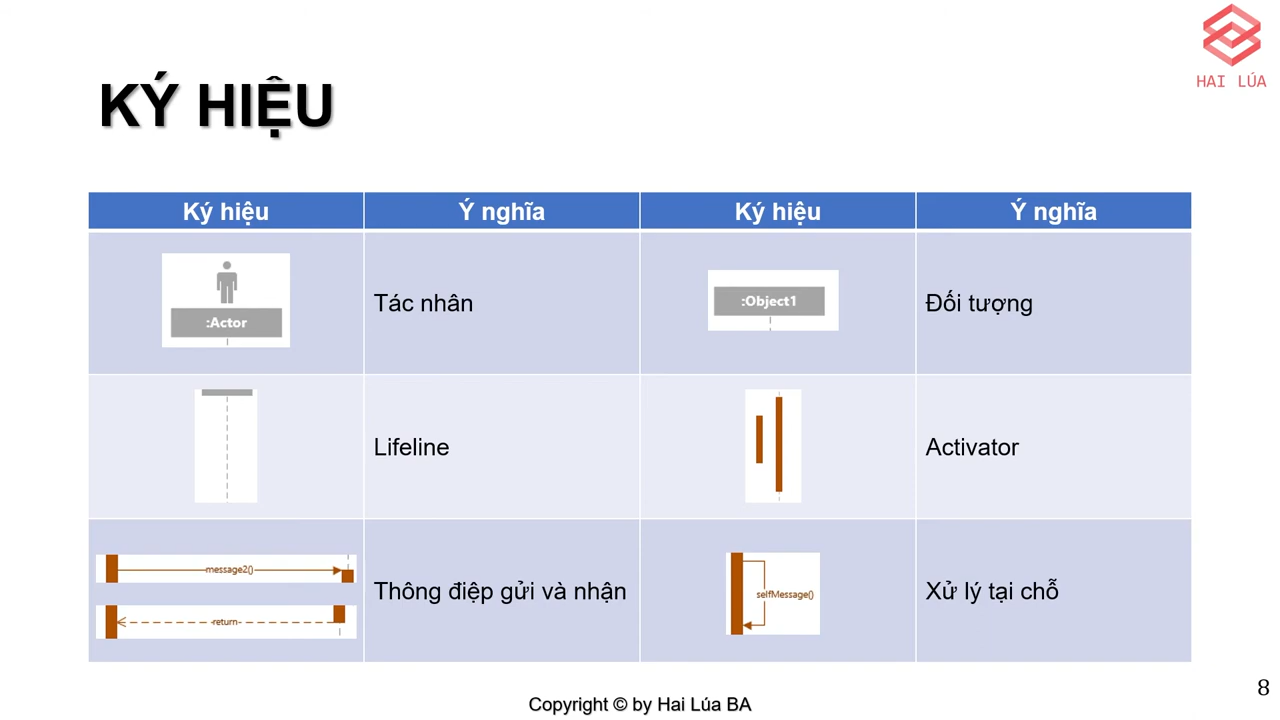 HAI LÚA
KÝ HIỆU
Ký hiệu
Ý nghĩa
Ký hiệu
Ý nghĩa
:Actor
Tác nhân
:Object1
Đối tượng
Lifeline
Activator
message2()
return
Thông điệp gửi và nhận
selfMessage()
Xử lý tại chỗ
8
Copyright © by Hai Lúa BA